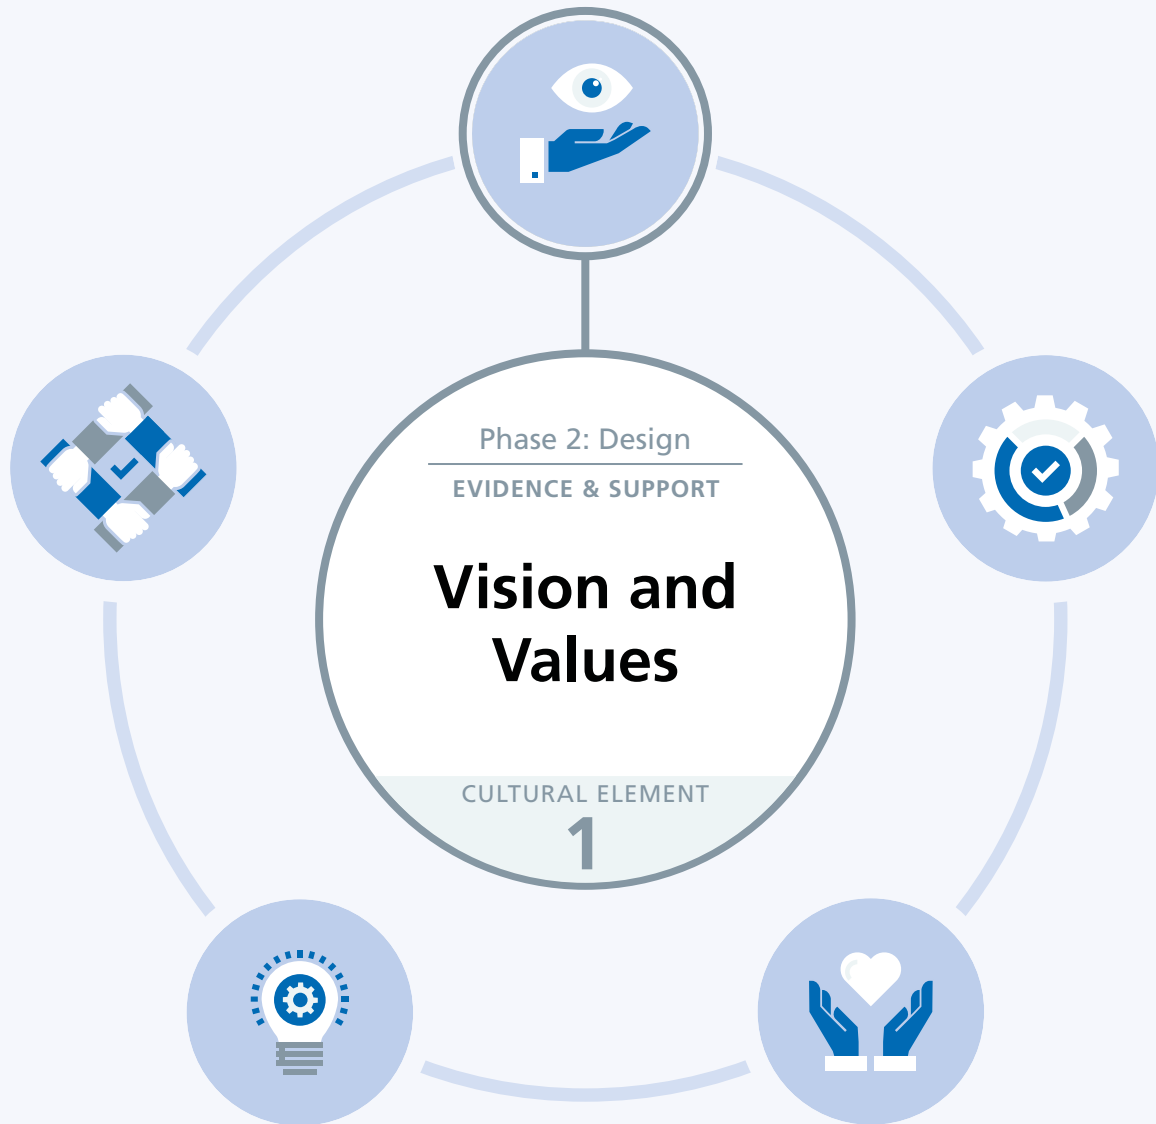 Phase 2: Design
EVIDENCE & SUPPORT
Vision and
Values
CULTURAL ELEMENT
1